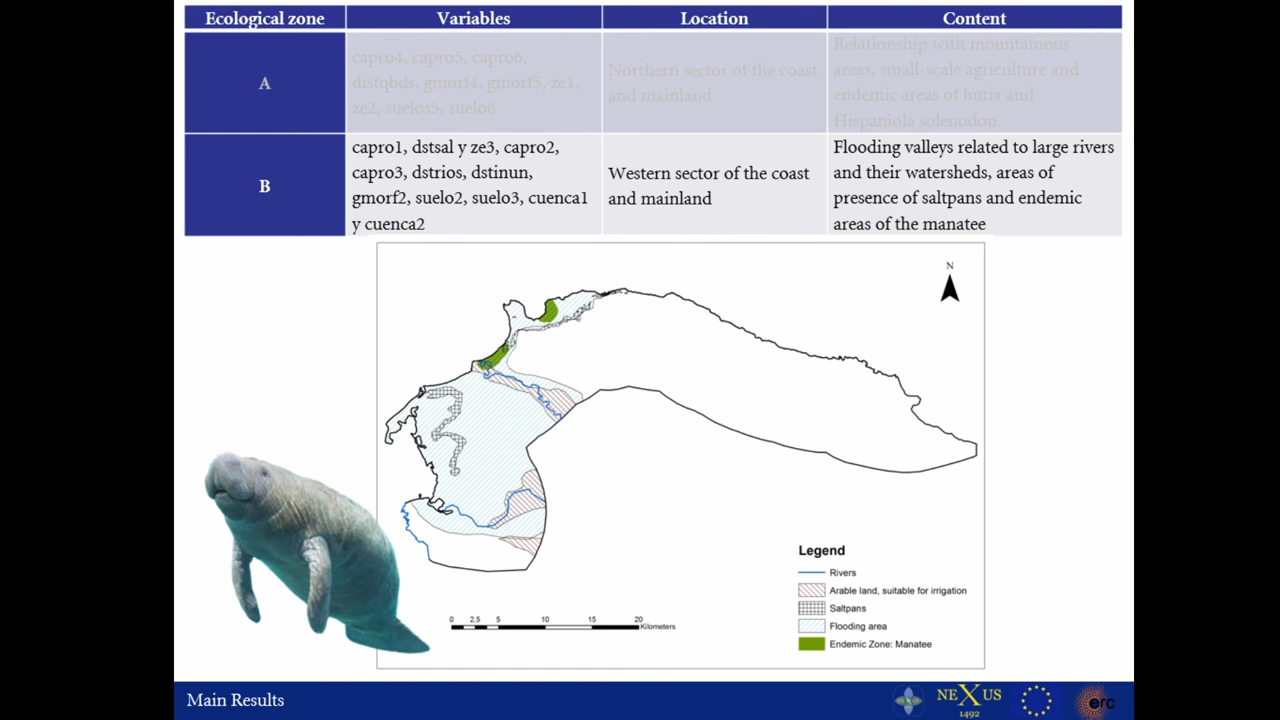 Ecological zone Variables Location Content
A
capro4, capro5, capro6,
distqbds, gmorf4, gmorf5, ze1,
ze2, suelos5, suelo6
Northern sector of the coast
and mainland
Relationship with mountainous
areas, small-scale agriculture and
endemic areas of hutia and
Hispaniola solenodon.
B
capro1, dstsal y ze3, capro2,
capro3, dstrios, dstinun,
gmorf2, suelo2, suelo3, cuenca1
y cuenca2
Western sector of the coast
and mainland
Flooding valleys related to large rivers
and their watersheds, areas of
presence of saltpans and endemic
areas of the manatee
N
Legend
Rivers
Arable land, suitable for irrigation
Saltpans
Flooding area
Endemic Zone: Manatee
0 2,5 5 10 15 20
Kilometers
Main Results
NEXUS
1492
erc